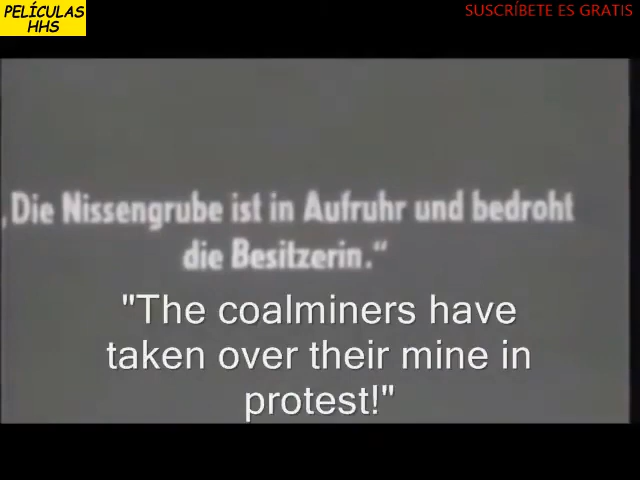 PELÍCULAS
HHS
SUSCRÍBETE ES GRATIS
„Die Nissengrube ist in Aufruhr und bedroht
die Besitzerin.“
"The coalminers have
taken over their mine in
protest!"